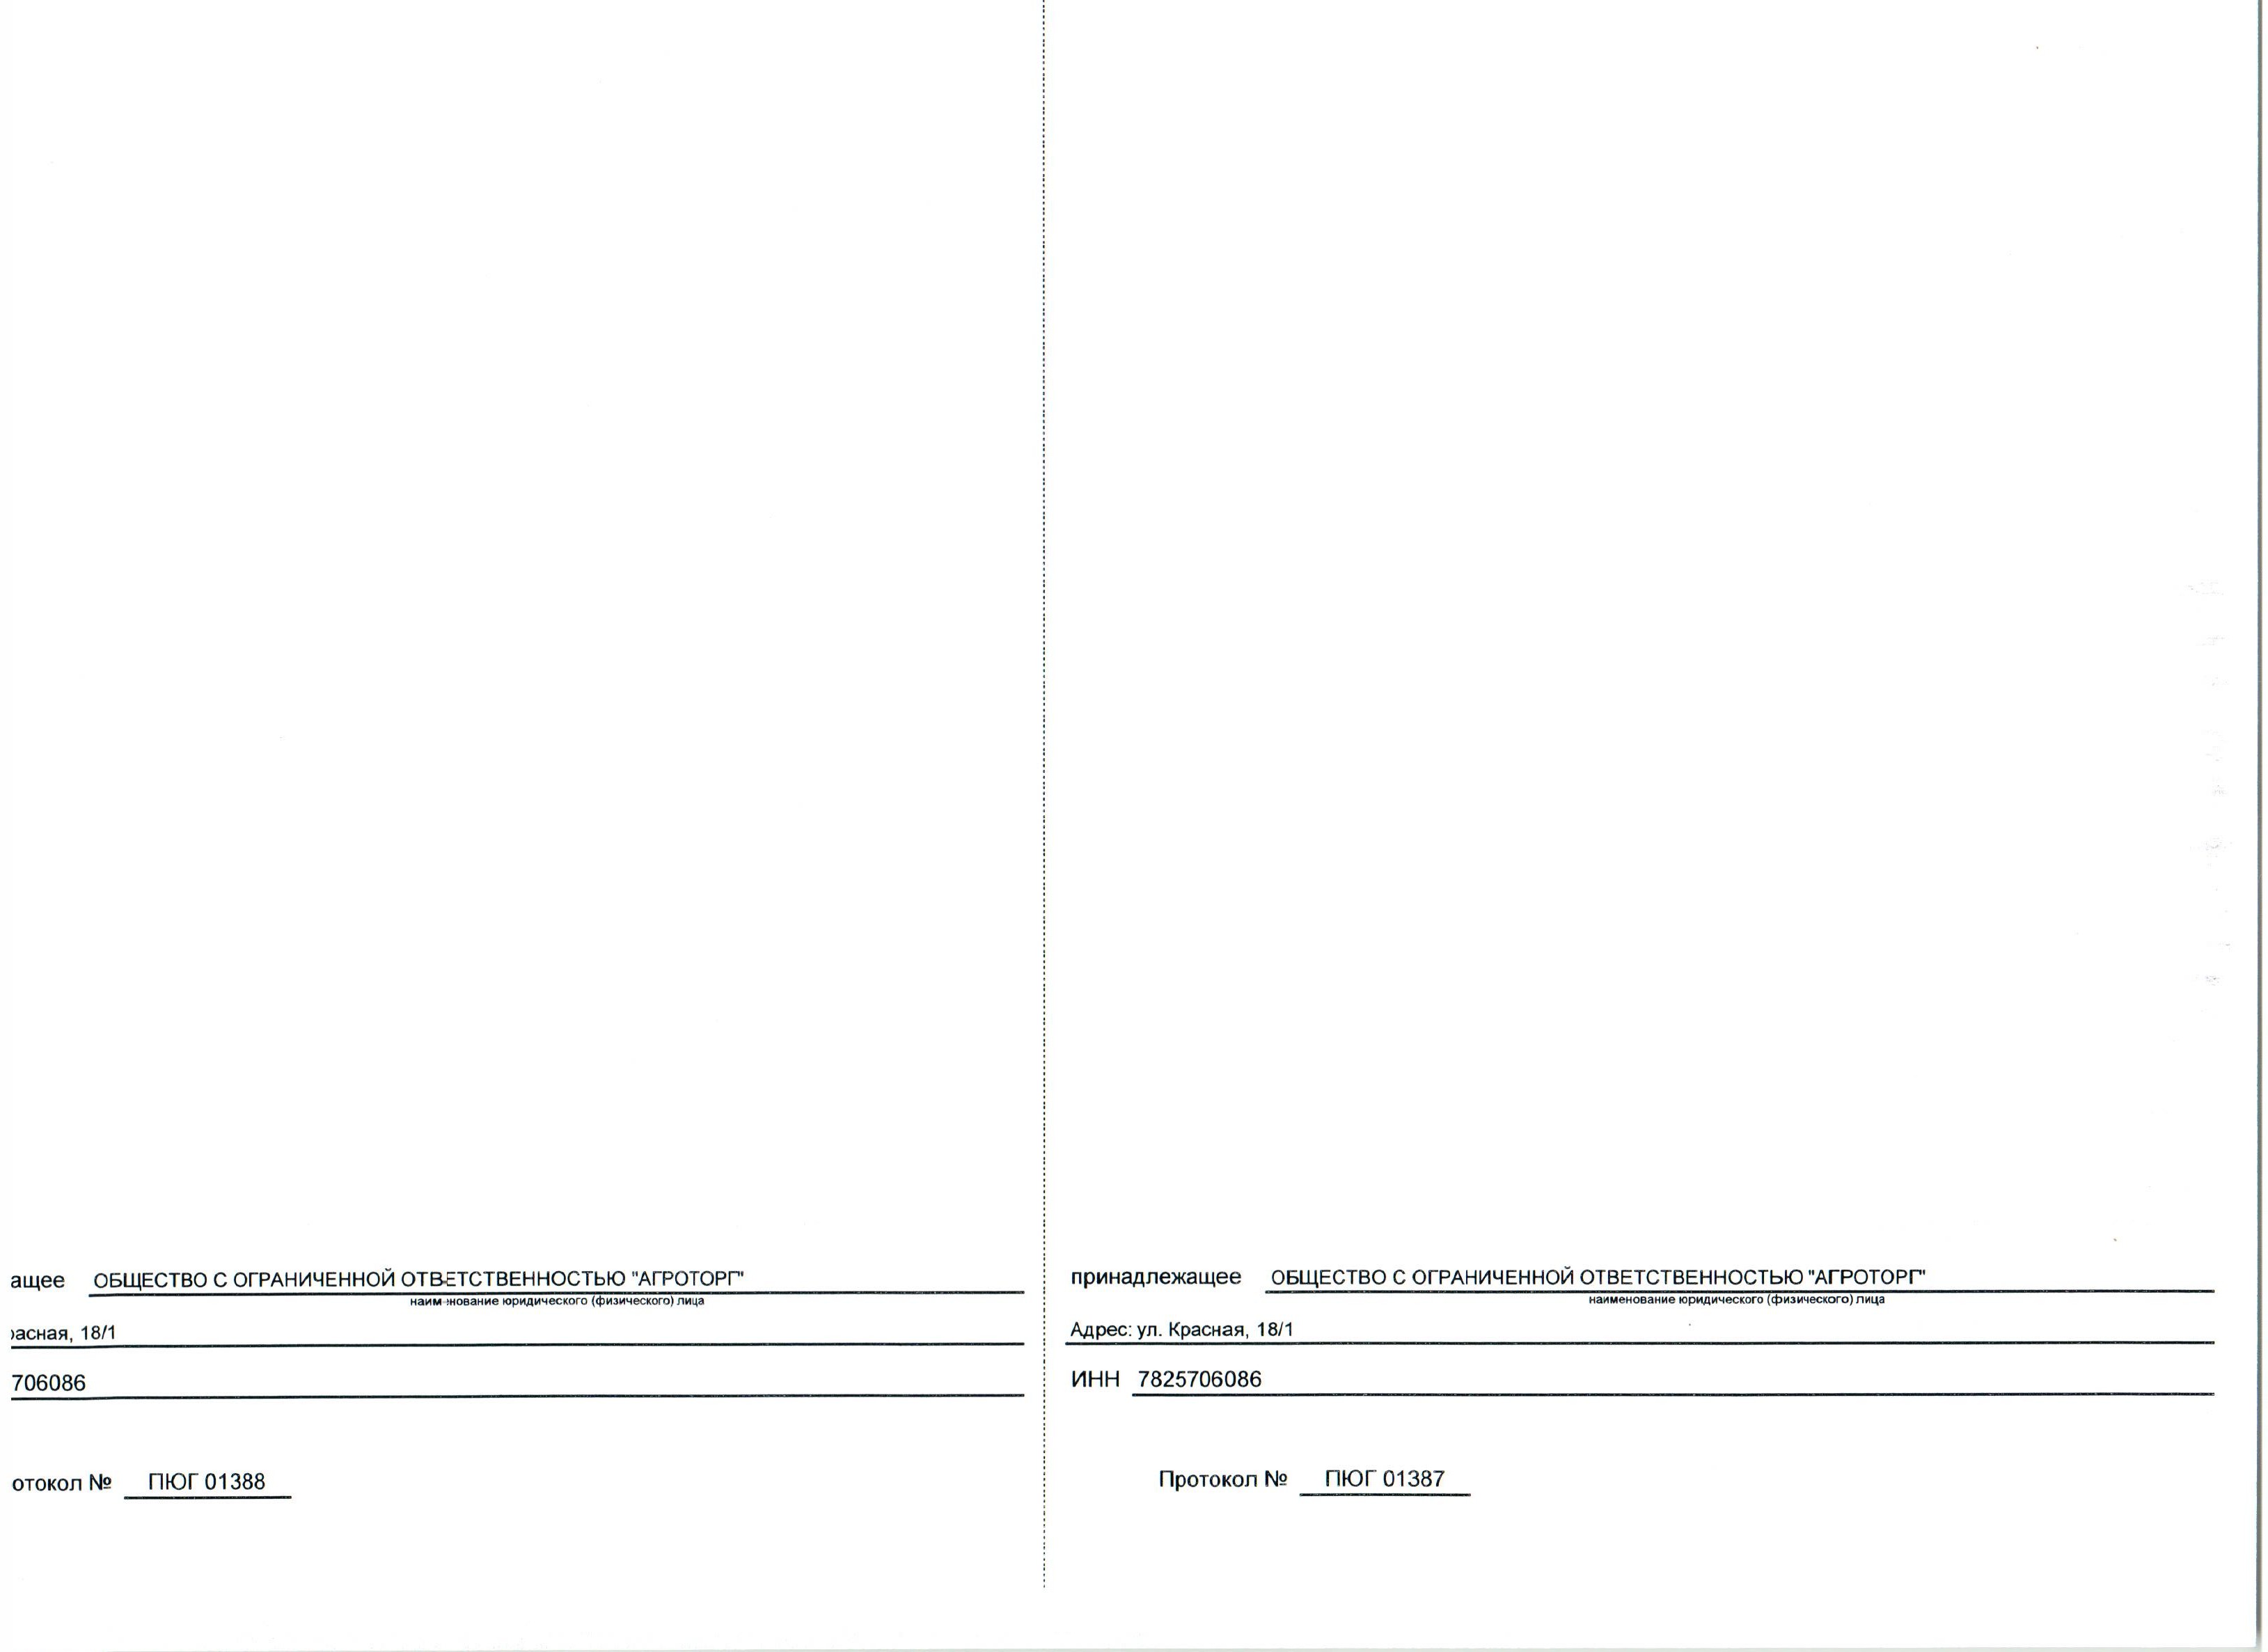 ащее ОБЩЕСТВО С ОГРАНИЧЕННОЙ ОТВЕТСТВЕННОСТЬЮ "АГРОТОРГ"
наименование юридического (физического) лица
расная, 18/1
706086
отокол № ПЮГ 01388
принадлежащее ОБЩЕСТВО С ОГРАНИЧЕННОЙ ОТВЕТСТВЕННОСТЬЮ "АГРОТОРГ"
наименование юридического (физического) лица
Адрес: ул. Красная, 18/1
ИНН 7825706086
Протокол № ПЮГ 01387